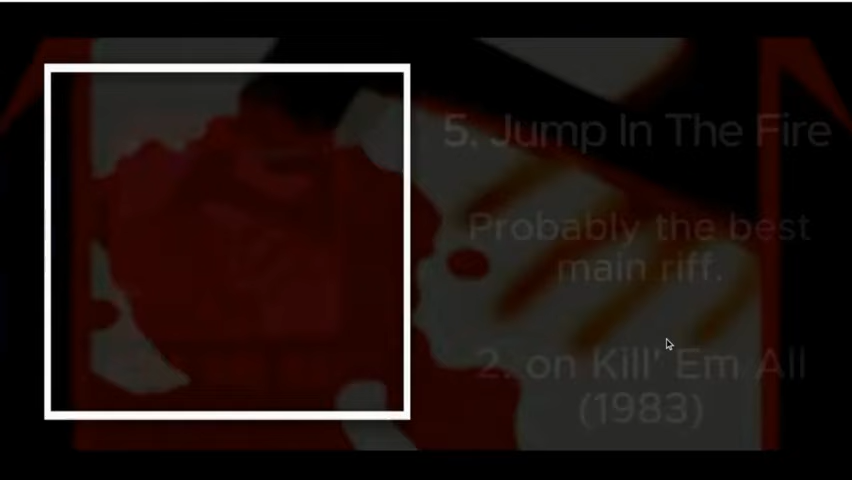 5. Jump In The Fire
Probably the best
main riff.
2. on Kill' Em All
(1983)